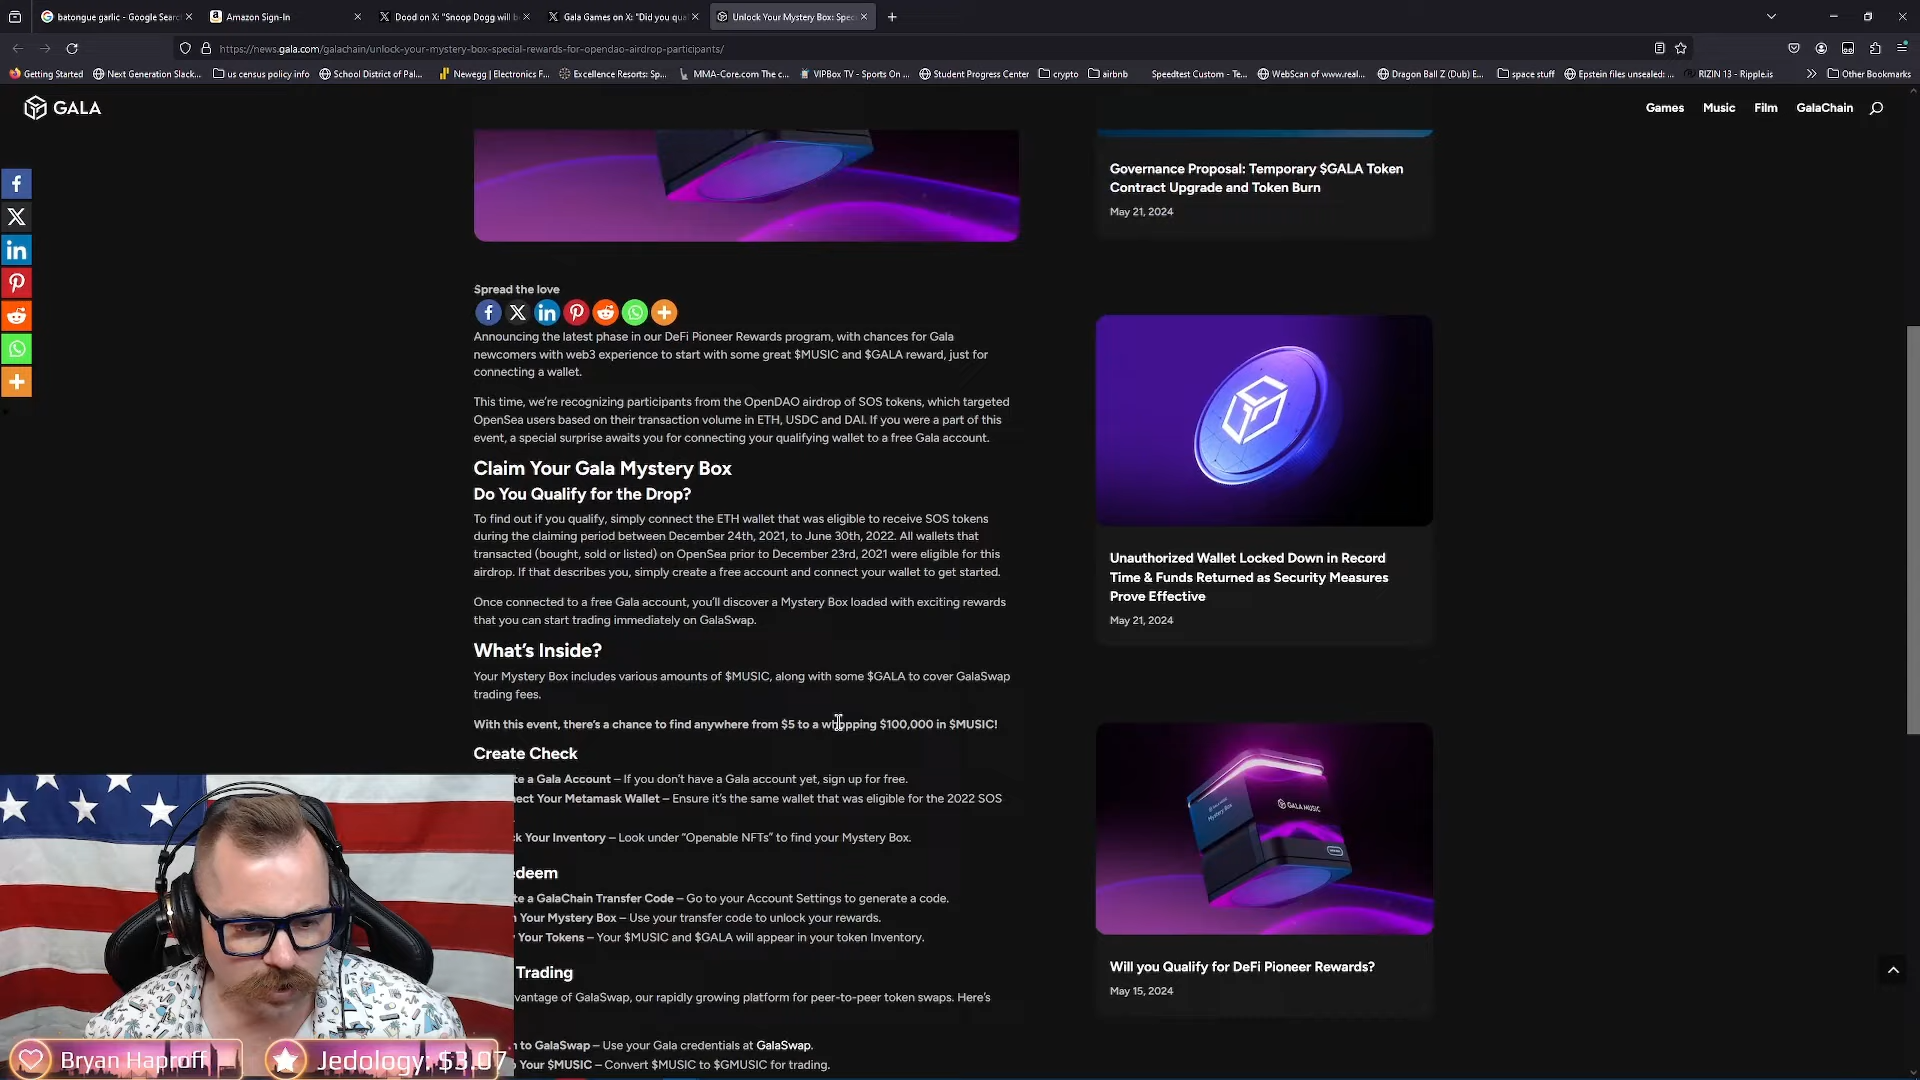 batongue garlic - Google Searc
Amazon Sign-In
Dood on X: "Snoop Dogg will b
Gala Games on X: "Did you qua
Unlock Your Mystery Box: Spec
https://news.gala.com/galachain/unlock-your-mystery-box-special-rewards-for-opendao-airdrop-participants/
Getting Started
Next Generation Slack...
us census policy info
School District of Pal...
Newegg | Electronics F...
Excellence Resorts: Sp...
MMA-Core.com The c...
VIPBox TV - Sports On ...
Student Progress Center
crypto
airbnb
Speedtest Custom - Te...
WebScan of www.real...
Dragon Ball Z (Dub) E...
space stuff
Epstein files unsealed: ...
RIZIN 13 - Ripple.is
Other Bookmarks
GALA
Games
Music
Film
GalaChain
Spread the love
Announcing the latest phase in our DeFi Pioneer Rewards program, with chances for Gala
newcomers with web3 experience to start with some great $MUSIC and $GALA reward, just for
connecting a wallet.
This time, we're recognizing participants from the OpenDAO airdrop of SOS tokens, which targeted
OpenSea users based on their transaction volume in ETH, USDC and DAI. If you were a part of this
event, a special surprise awaits you for connecting your qualifying wallet to a free Gala account.
Claim Your Gala Mystery Box
Do You Qualify for the Drop?
To find out if you qualify, simply connect the ETH wallet that was eligible to receive SOS tokens
during the claiming period between December 24th, 2021, to June 30th, 2022. All wallets that
transacted (bought, sold or listed) on OpenSea prior to December 23rd, 2021 were eligible for this
airdrop. If that describes you, simply create a free account and connect your wallet to get started.
Once connected to a free Gala account, you'll discover a Mystery Box loaded with exciting rewards
that you can start trading immediately on GalaSwap.
What's Inside?
Your Mystery Box includes various amounts of $MUSIC, along with some $GALA to cover GalaSwap
trading fees.
With this event, there's a chance to find anywhere from $5 to a whopping $100,000 in $MUSIC!
Create Check
te a Gala Account – If you don't have a Gala account yet, sign up for free.
ect Your Metamask Wallet – Ensure it's the same wallet that was eligible for the 2022 SOS
k Your Inventory – Look under "Openable NFTs" to find your Mystery Box.
edeem
te a GalaChain Transfer Code – Go to your Account Settings to generate a code.
n Your Mystery Box – Use your transfer code to unlock your rewards.
Your Tokens – Your $MUSIC and $GALA will appear in your token Inventory.
Trading
vantage of GalaSwap, our rapidly growing platform for peer-to-peer token swaps. Here's
n to GalaSwap – Use your Gala credentials at GalaSwap.
Your $MUSIC – Convert $MUSIC to $GMUSIC for trading.
Governance Proposal: Temporary $GALA Token
Contract Upgrade and Token Burn
May 21, 2024
Unauthorized Wallet Locked Down in Record
Time & Funds Returned as Security Measures
Prove Effective
May 21, 2024
Mystery Box
GALA MUSIC
Will you Qualify for DeFi Pioneer Rewards?
May 15, 2024
Bryan Haproff
Jedology: $3.07